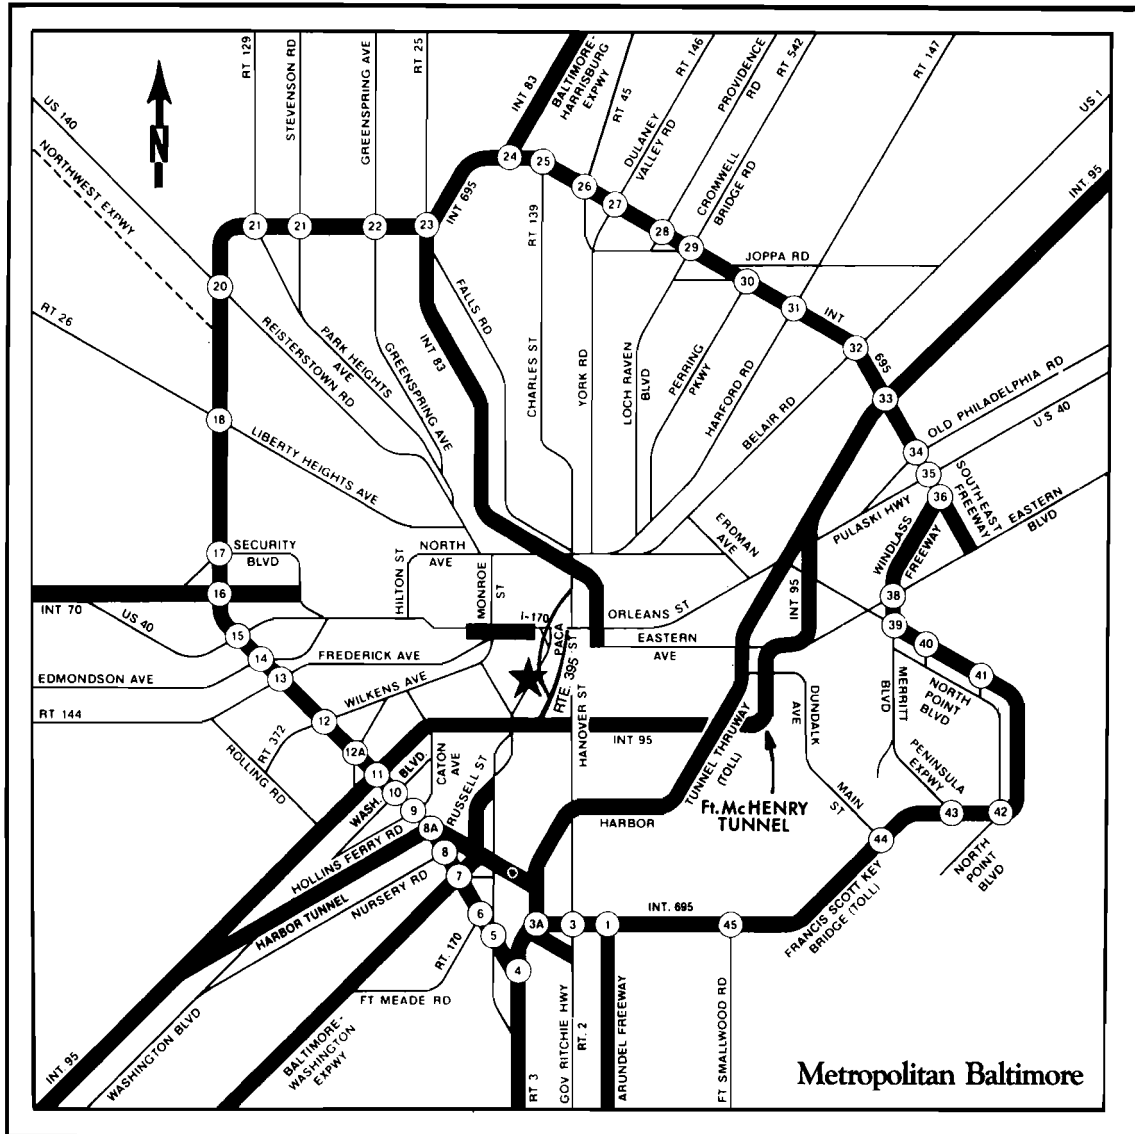 RT 129
STEVENSON RD
GREENSPRING AVE
RT 25
INT 83
BALTIMORE-
HARRISBURG
EXPWY
RT 45
DULANEY
VALLEY RD
RT 146
PROVIDENCE
RD
RT 542
CROMWELL
BRIDGE RD
RT 147
US 1
INT. 95
US 140
NORTHWEST EXPWY
N
24
25
INT 695
26
27
28
29
21
21
22
23
RT 139
JOPPA RD
20
30
31
INT
695
32
RT 26
REISTERSTOWN RD
PARK HEIGHTS
AVE
GREENSPRING AVE
INT 83
FALLS RD
CHARLES ST
YORK RD
LOCH RAVEN
BLVD
PERRING
PKWY
HARFORD RD
BELAIR RD
33
OLD PHILADELPHIA RD
US 40
18
LIBERTY HEIGHTS AVE
34
35
36
SOUTHEAST
FREEWAY
EASTERN
BLVD
PULASKI HWY
WINDLASS
FREEWAY
ERDMAN
AVE
17
SECURITY
BLVD
NORTH
AVE
HILTON ST
MONROE
ST
16
INT 70
US 40
I-170
PACA
ST
ORLEANS ST
EASTERN
AVE
INT 95
38
39
40
41
15
14
13
EDMONDSON AVE
FREDERICK AVE
WILKENS AVE
RTE. 395
HANOVER ST
MERRITT
BLVD
NORTH
POINT
BLVD
RT 144
12
RT 372
ROLLING RD
12A
11
10
9
8A
WASH. BLVD.
CATON
AVE
RUSSELL ST
INT 95
TUNNEL THRUWAY
(TOLL)
HARBOR
DUNDALK
AVE
MAIN
ST
PENINSULA
EXPWY
Ft. McHENRY
TUNNEL
42
43
44
NORTH
POINT
BLVD
HOLLINS FERRY RD
HARBOR TUNNEL
NURSERY RD
8
7
6
5
4
3A
3
1
INT. 695
45
FRANCIS SCOTT KEY
BRIDGE (TOLL)
RT. 170
FT MEADE RD
INT. 95
WASHINGTON BLVD
BALTIMORE-
WASHINGTON
EXPWY
RT 3
GOV RITCHIE HWY
RT. 2
ARUNDEL FREEWAY
FT SMALLWOOD RD
Metropolitan Baltimore